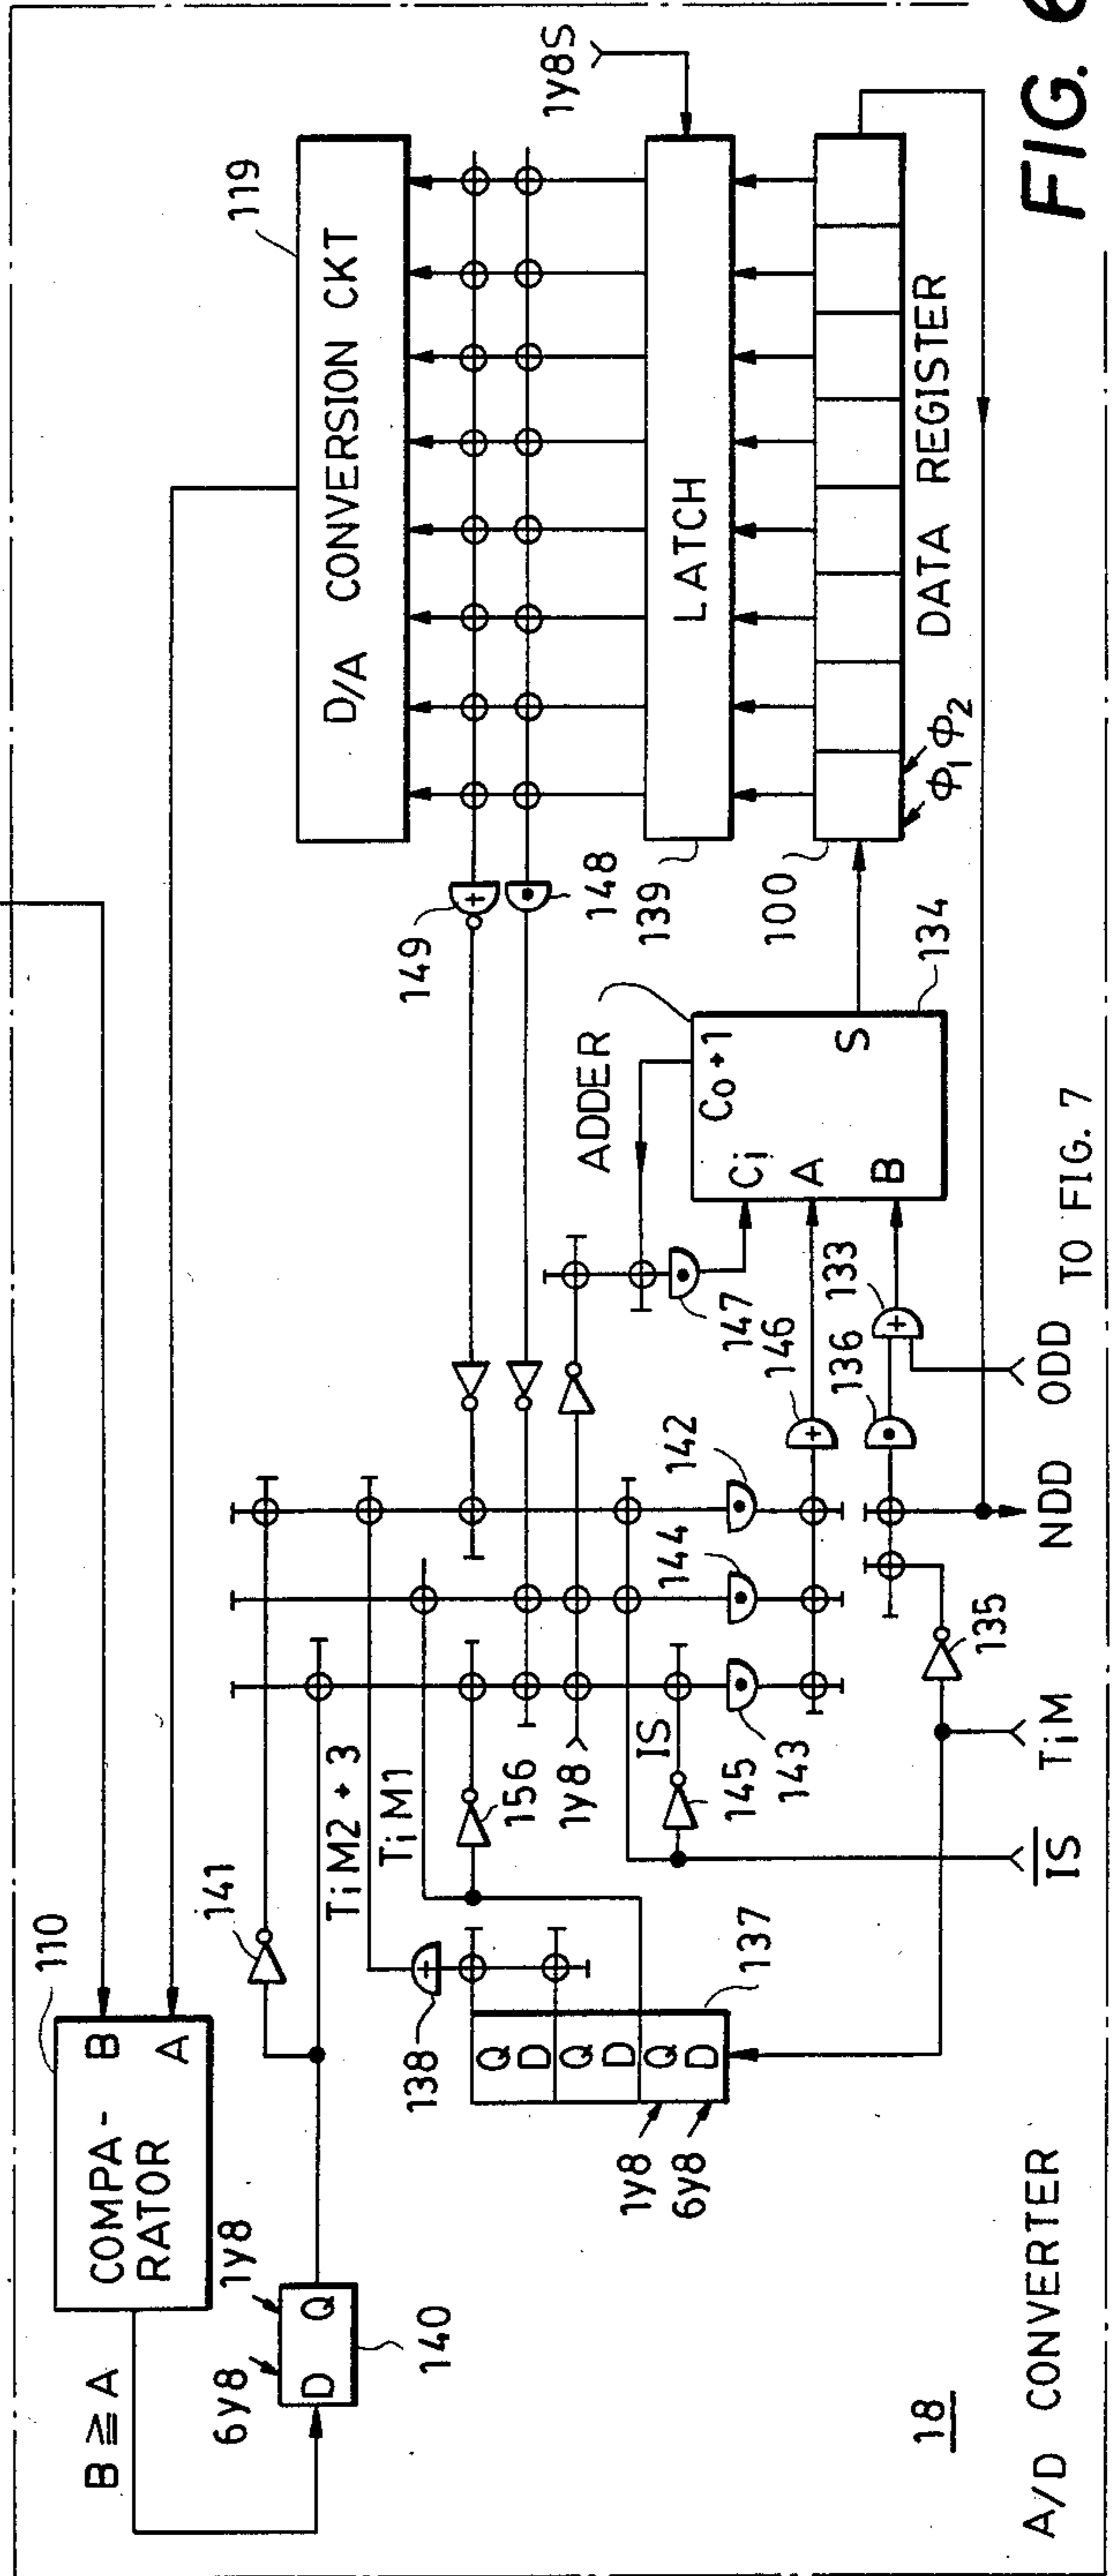 110
COMPA-
RATOR
B
A
B ≧ A
6y8
1y8
D
Q
140
141
TiM2+3
TiM1
138
Q
D
Q
D
Q
D
1y8
6y8
137
156
1y8
IS
145
143
144
142
I̅S̅
TiM
135
NDD
ODD
TO FIG. 7
136
133
146
147
ADDER
Co+1
Ci
A
B
S
134
149
148
119
D/A CONVERSION CKT
139
LATCH
1y8S
100
Φ1
Φ2
DATA REGISTER
18
A/D CONVERTER
FIG. 6